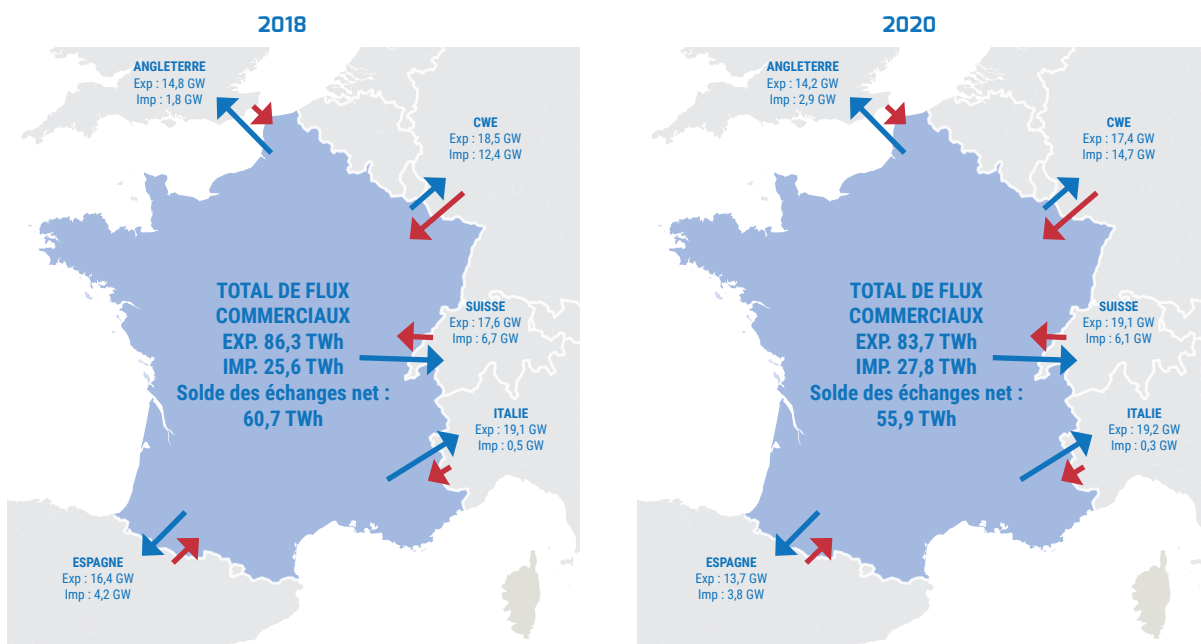 2018
ANGLETERRE
Exp : 14,8 GW
Imp : 1,8 GW
CWE
Exp : 18,5 GW
Imp : 12,4 GW
TOTAL DE FLUX
COMMERCIAUX
EXP. 86,3 TWh
IMP. 25,6 TWh
Solde des échanges net :
60,7 TWh
SUISSE
Exp : 17,6 GW
Imp : 6,7 GW
ITALIE
Exp : 19,1 GW
Imp : 0,5 GW
ESPAGNE
Exp : 16,4 GW
Imp : 4,2 GW
2020
ANGLETERRE
Exp : 14,2 GW
Imp : 2,9 GW
CWE
Exp : 17,4 GW
Imp : 14,7 GW
TOTAL DE FLUX
COMMERCIAUX
EXP. 83,7 TWh
IMP. 27,8 TWh
Solde des échanges net :
55,9 TWh
SUISSE
Exp : 19,1 GW
Imp : 6,1 GW
ITALIE
Exp : 19,2 GW
Imp : 0,3 GW
ESPAGNE
Exp : 13,7 GW
Imp : 3,8 GW